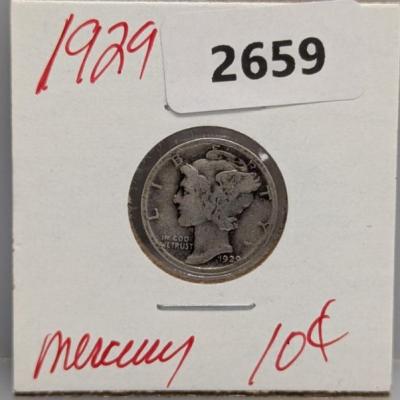 1929
2659
LIBERTY
IN GOD
WE TRUST
1929
Mercury 10¢